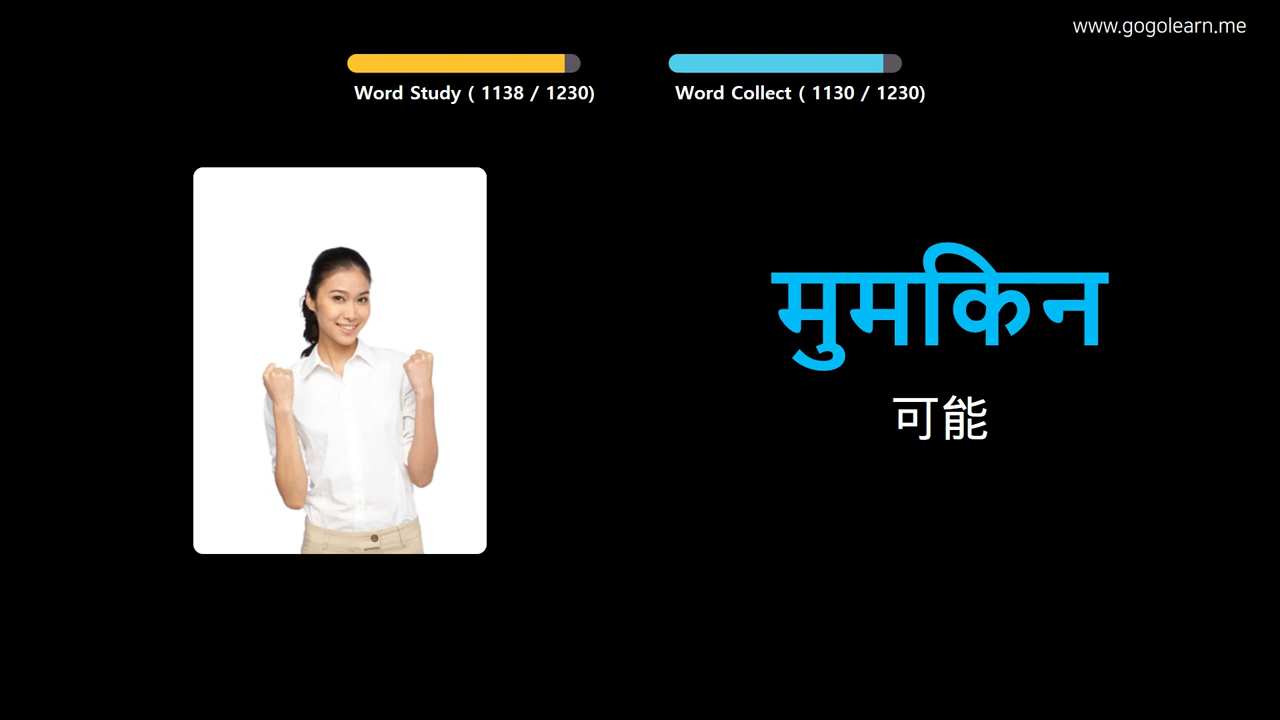 www.gogolearn.me
Word Study ( 1138 / 1230)
Word Collect ( 1130 / 1230)
मुमकिन
可能